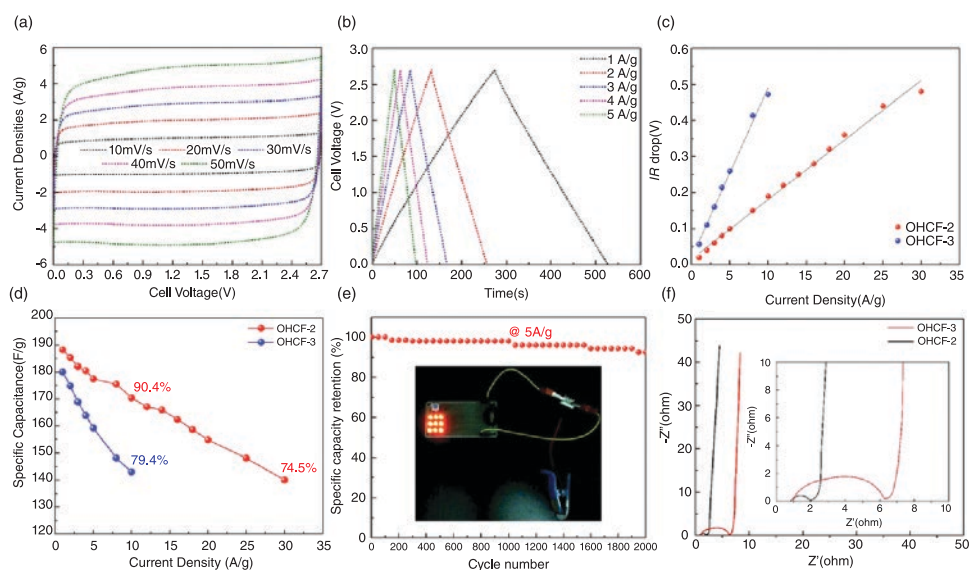 (a)
Current Densities (A/g)
6
4
2
0
-2
-4
-6
10mV/s 20mV/s 30mV/s
40mV/s 50mV/s
0.0 0.3 0.6 0.9 1.2 1.5 1.8 2.1 2.4 2.7
Cell Voltage(V)
(b)
Cell Voltage (V)
3.0
2.5
2.0
1.5
1.0
0.5
0.0
1 A/g
2 A/g
3 A/g
4 A/g
5 A/g
0 100 200 300 400 500 600
Time(s)
(c)
IR drop(V)
0.6
0.5
0.4
0.3
0.2
0.1
0.0
OHCF-2
OHCF-3
0 5 10 15 20 25 30 35
Current Density(A/g)
(d)
Specific Capacitance(F/g)
200
190
180
170
160
150
140
130
120
OHCF-2
OHCF-3
90.4%
79.4%
74.5%
0 5 10 15 20 25 30 35
Current Density (A/g)
(e)
Specific capacity retention (%)
120
100
80
60
40
20
0
@ 5A/g
0 200 400 600 800 1000 1200 1400 1600 1800 2000
Cycle number
(f)
-Z''(ohm)
50
40
30
20
10
0
OHCF-3
OHCF-2
-Z''(ohm)
10
8
6
4
2
0
0 2 4 6 8 10
Z'(ohm)
0 10 20 30 40 50
Z'(ohm)